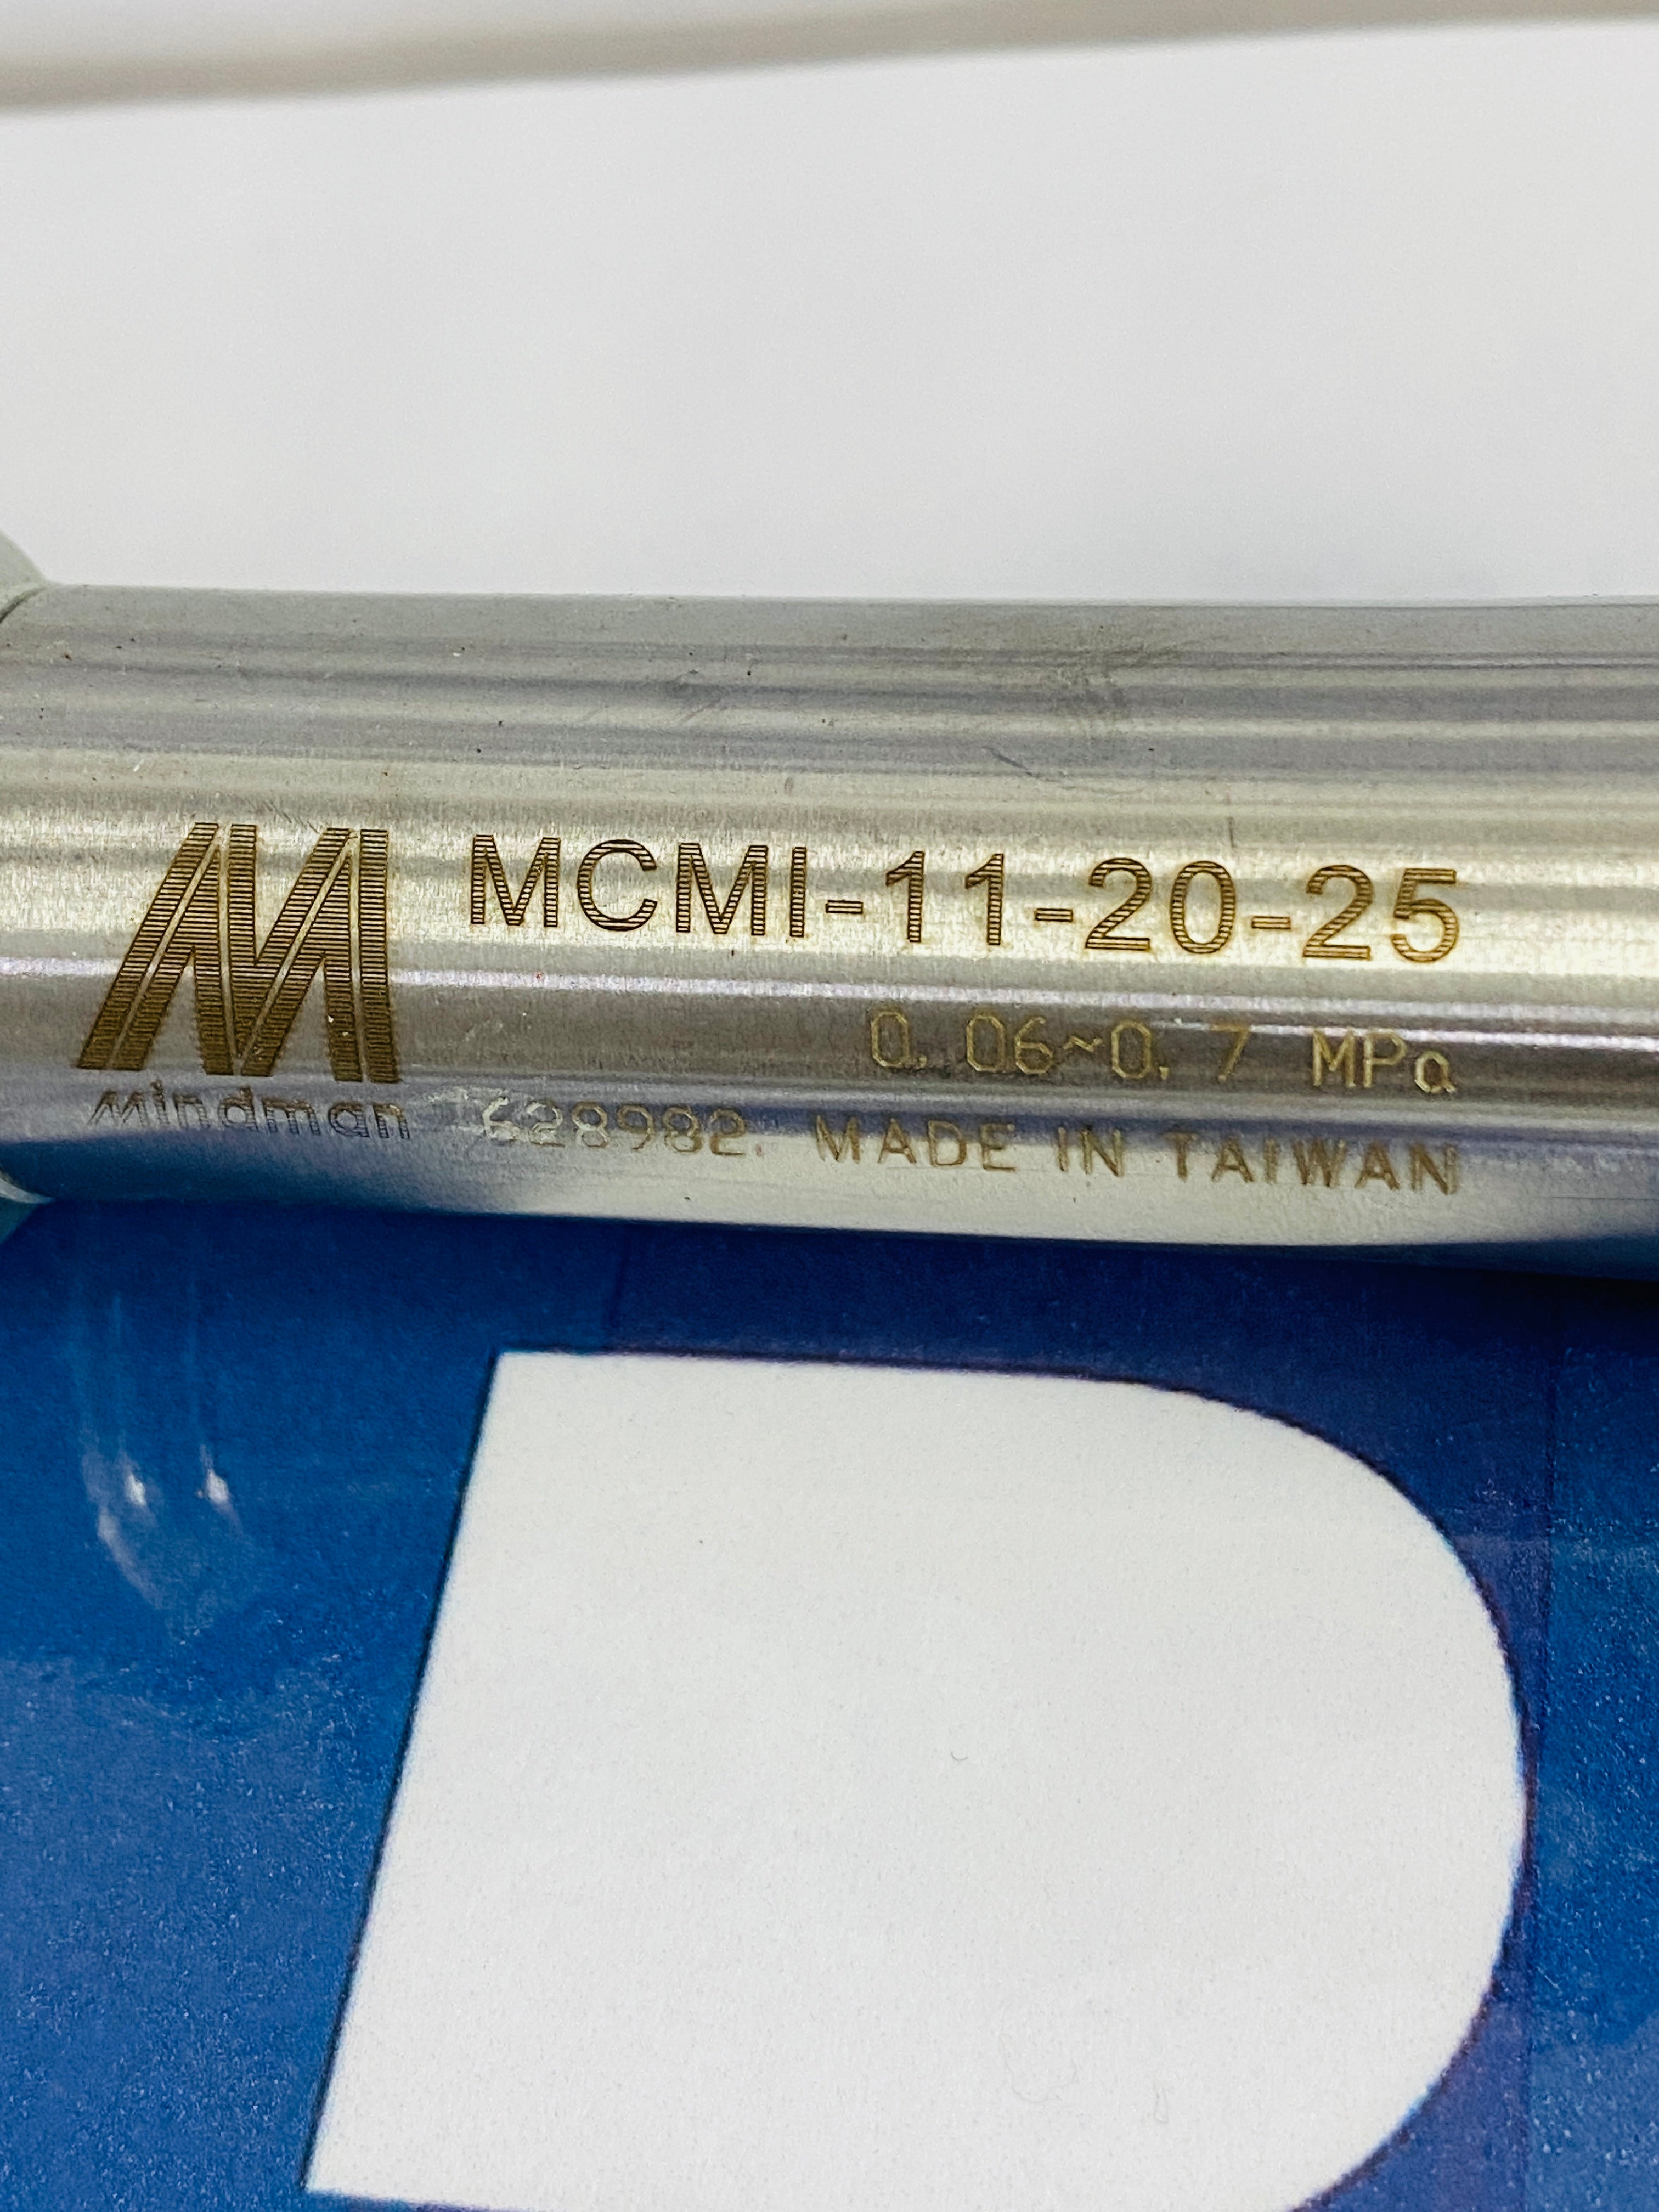 MCMI-11-20-25
0.06~0.7 MPa
mindman 628982. MADE IN TAIWAN